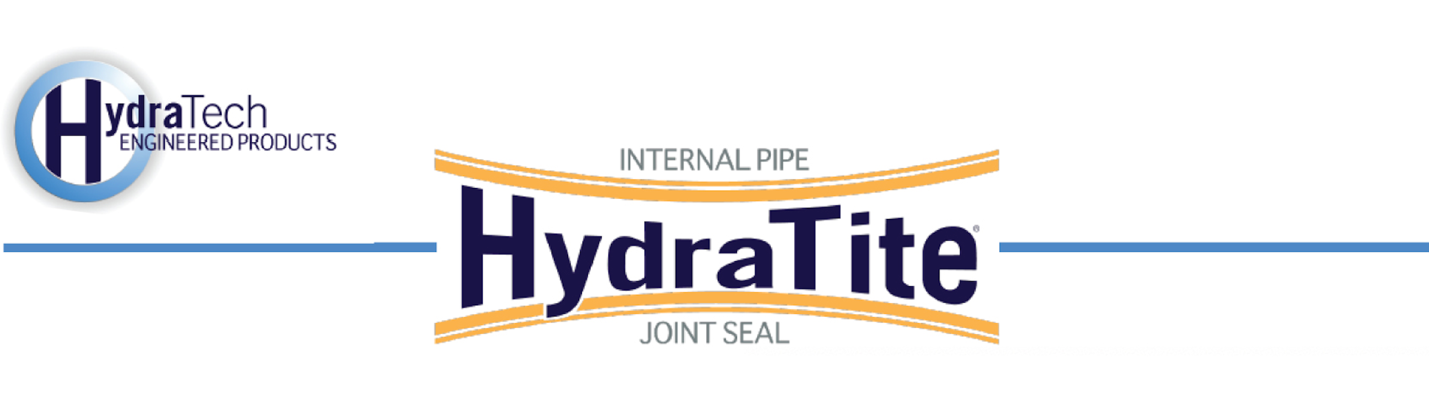 HydraTech
ENGINEERED PRODUCTS
INTERNAL PIPE
HydraTite®
JOINT SEAL